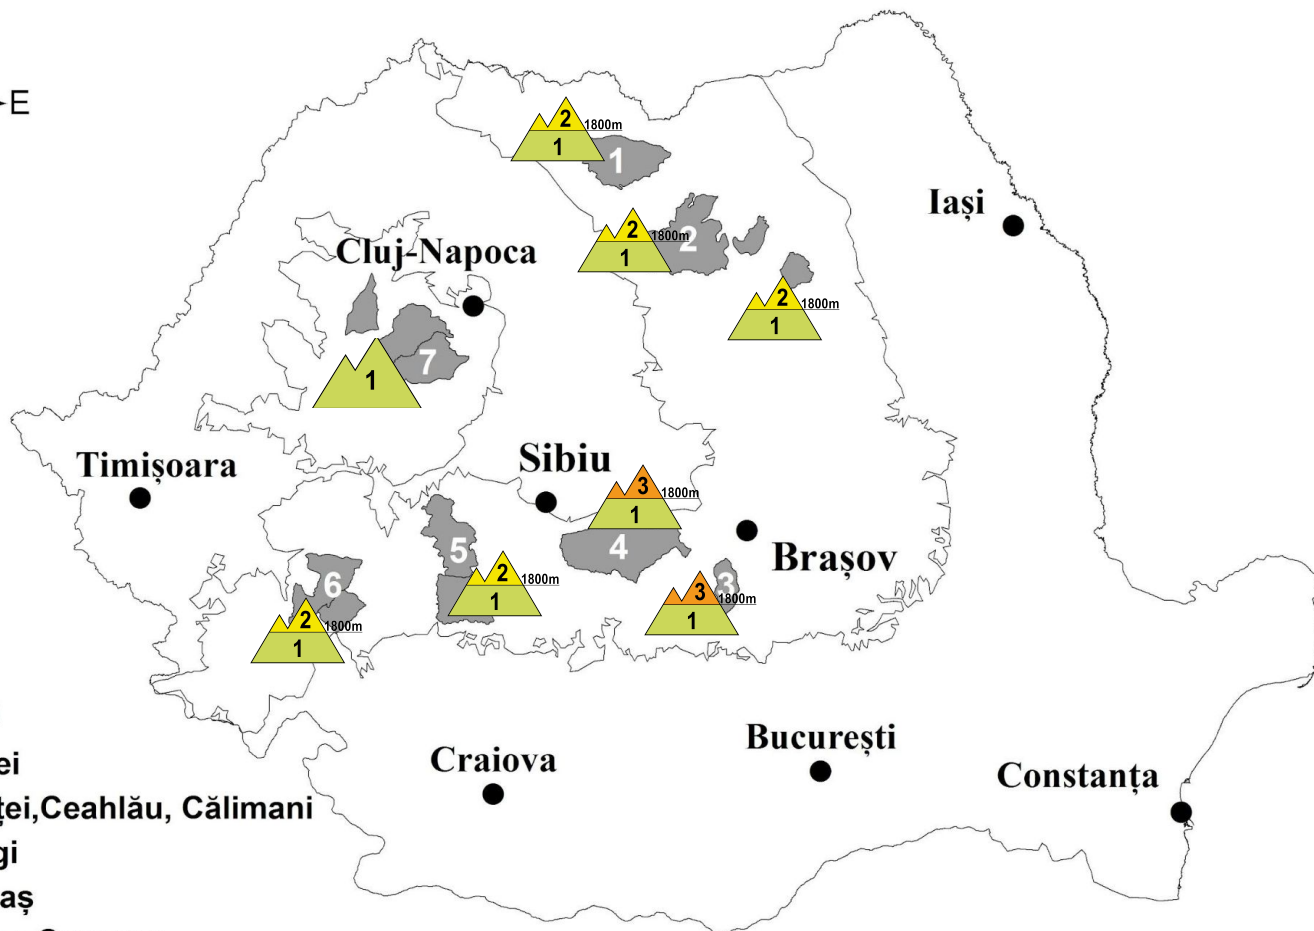 E
2
1800m
1
1
Iași
2
1800m
2
1
Cluj-Napoca
2
1800m
1
7
1
Timișoara
Sibiu
3
1800m
1
4
5
Brașov
2
1800m
1
3
3
1800m
1
6
2
1800m
1
București
Craiova
ei
Constanța
ței,Ceahlău, Călimani
gi
aș